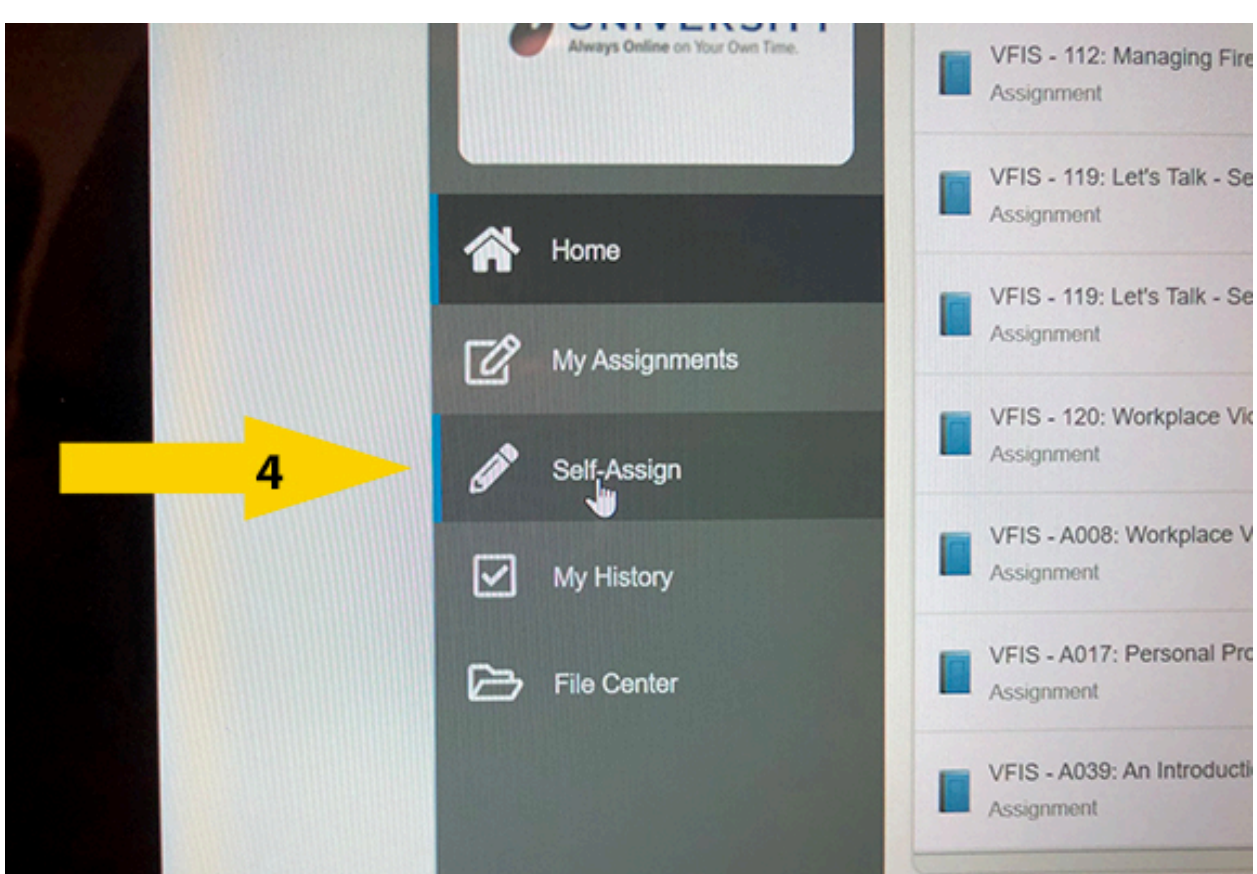 UNIVERSITY
Always Online on Your Own Time.
Home
My Assignments
4
Self-Assign
My History
File Center
VFIS - 112: Managing Fire
Assignment
VFIS - 119: Let's Talk - Se
Assignment
VFIS - 119: Let's Talk - Se
Assignment
VFIS - 120: Workplace Vio
Assignment
VFIS - A008: Workplace V
Assignment
VFIS - A017: Personal Pro
Assignment
VFIS - A039: An Introducti
Assignment